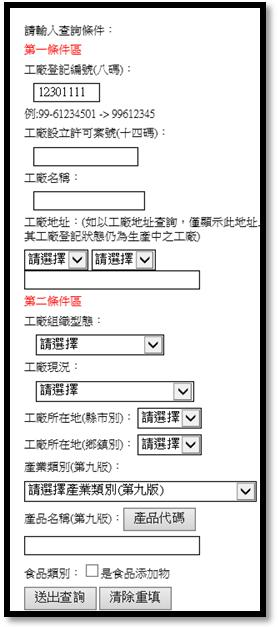 請輸入查詢條件：
第一條件區
工廠登記編號(八碼)：
12301111
例:99-61234501 -> 99612345
工廠設立許可案號(十四碼)：
工廠名稱：
工廠地址：(如以工廠地址查詢，僅顯示此地址
其工廠登記狀態仍為生產中之工廠)
請選擇 請選擇
第二條件區
工廠組織型態：
請選擇
工廠現況：
請選擇
工廠所在地(縣市別)： 請選擇
工廠所在地(鄉鎮別)： 請選擇
產業類別(第九版)：
請選擇產業類別(第九版)
產品名稱(第九版)： 產品代碼
食品類別： 是食品添加物
送出查詢 清除重填